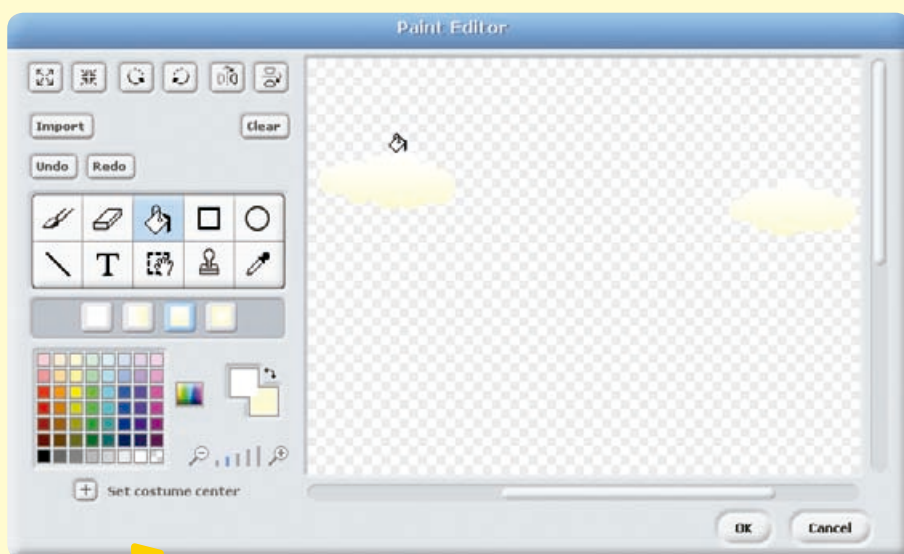 Paint Editor
Import Clear
Undo Redo
T
Set costume center
OK Cancel